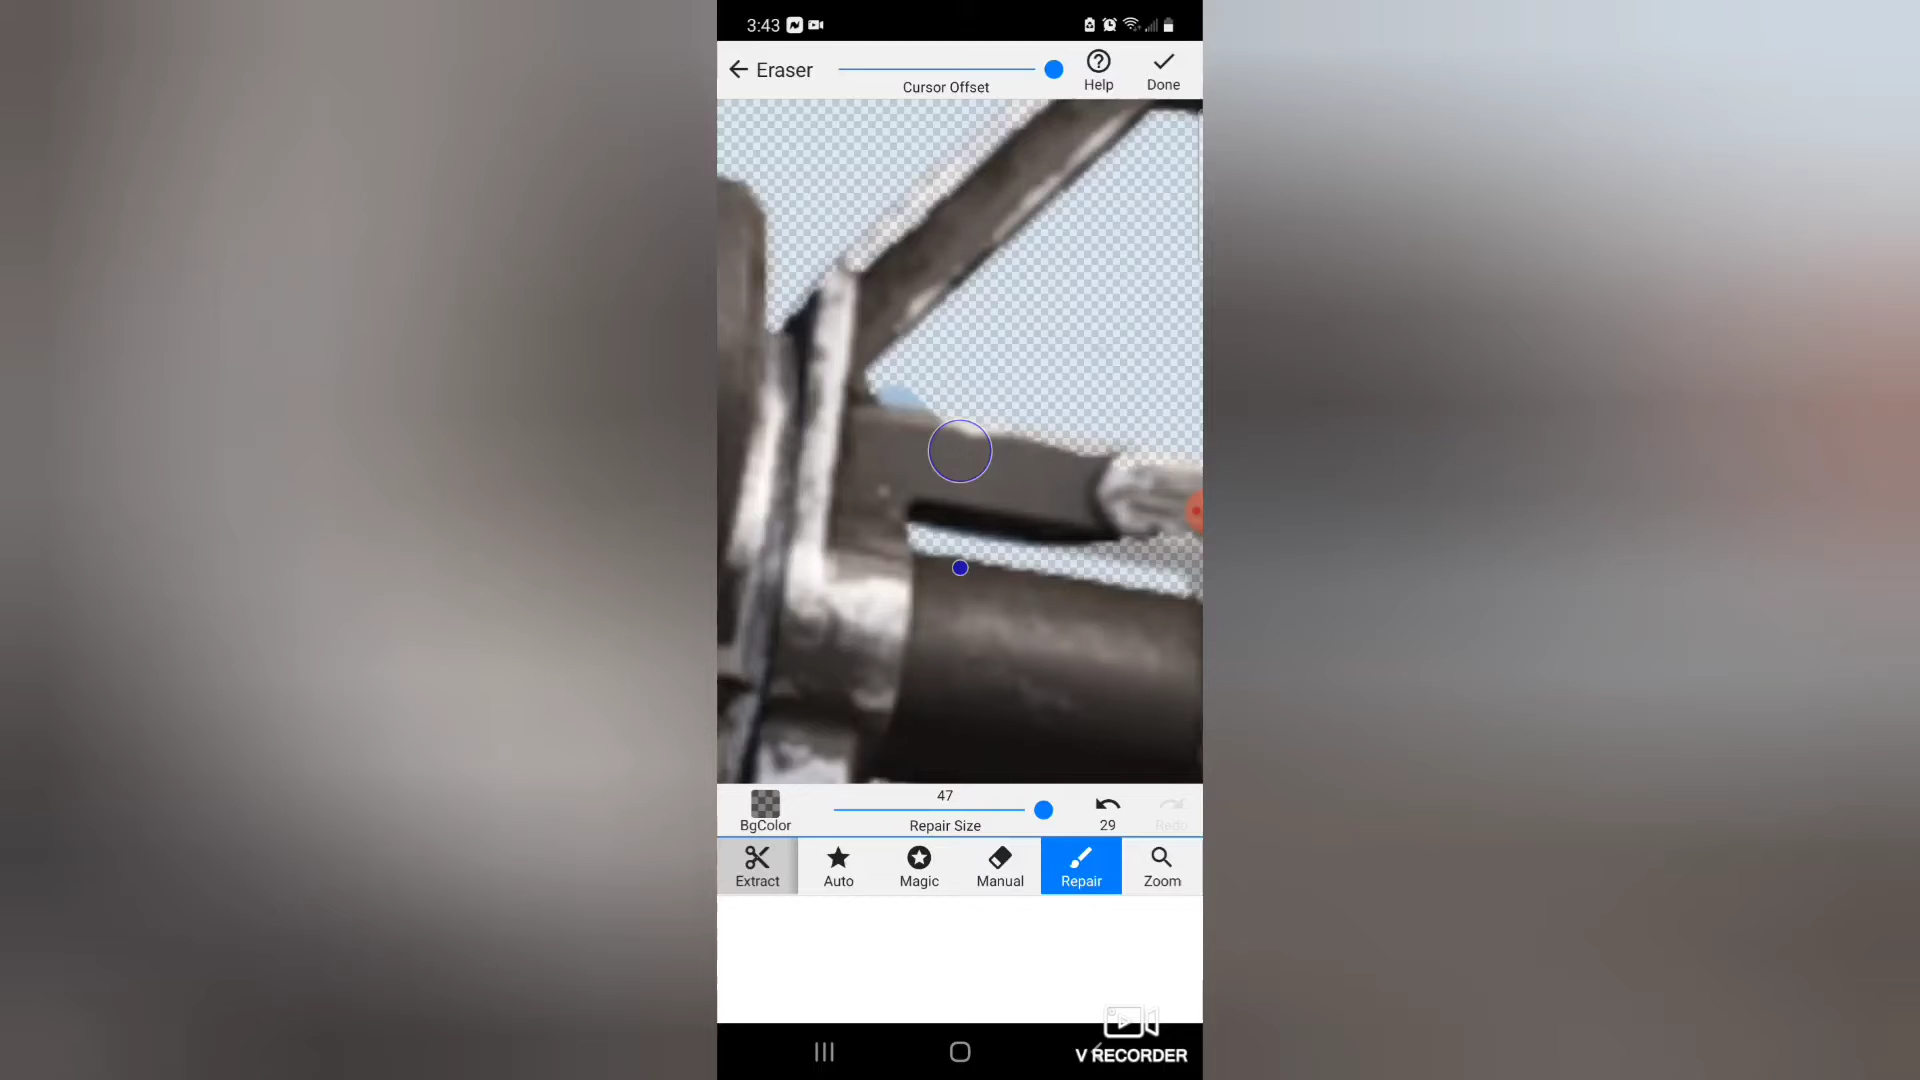 3:43
Eraser
Cursor Offset
Help
Done
47
BgColor
Repair Size
29
Redo
Extract
Auto
Magic
Manual
Repair
Zoom
V RECORDER